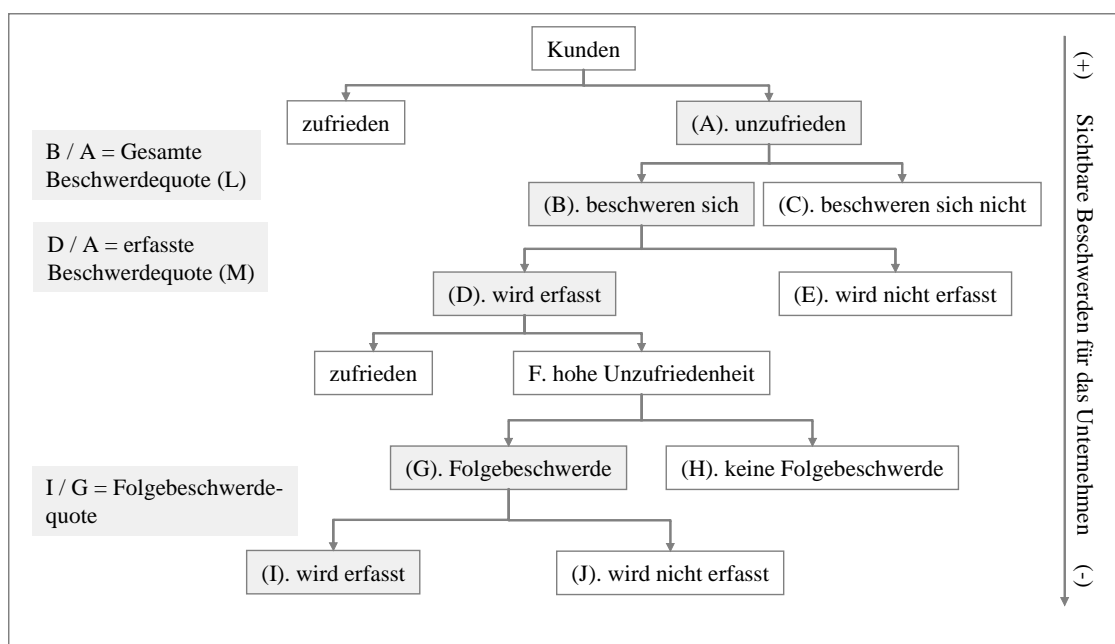 Kunden
zufrieden
(A). unzufrieden
B / A = Gesamte
Beschwerdequote (L)
(B). beschweren sich
(C). beschweren sich nicht
D / A = erfasste
Beschwerdequote (M)
(D). wird erfasst
(E). wird nicht erfasst
zufrieden
F. hohe Unzufriedenheit
(G). Folgebeschwerde
(H). keine Folgebeschwerde
I / G = Folgebeschwerde-
quote
(I). wird erfasst
(J). wird nicht erfasst
(+) Sichtbare Beschwerden für das Unternehmen (-)